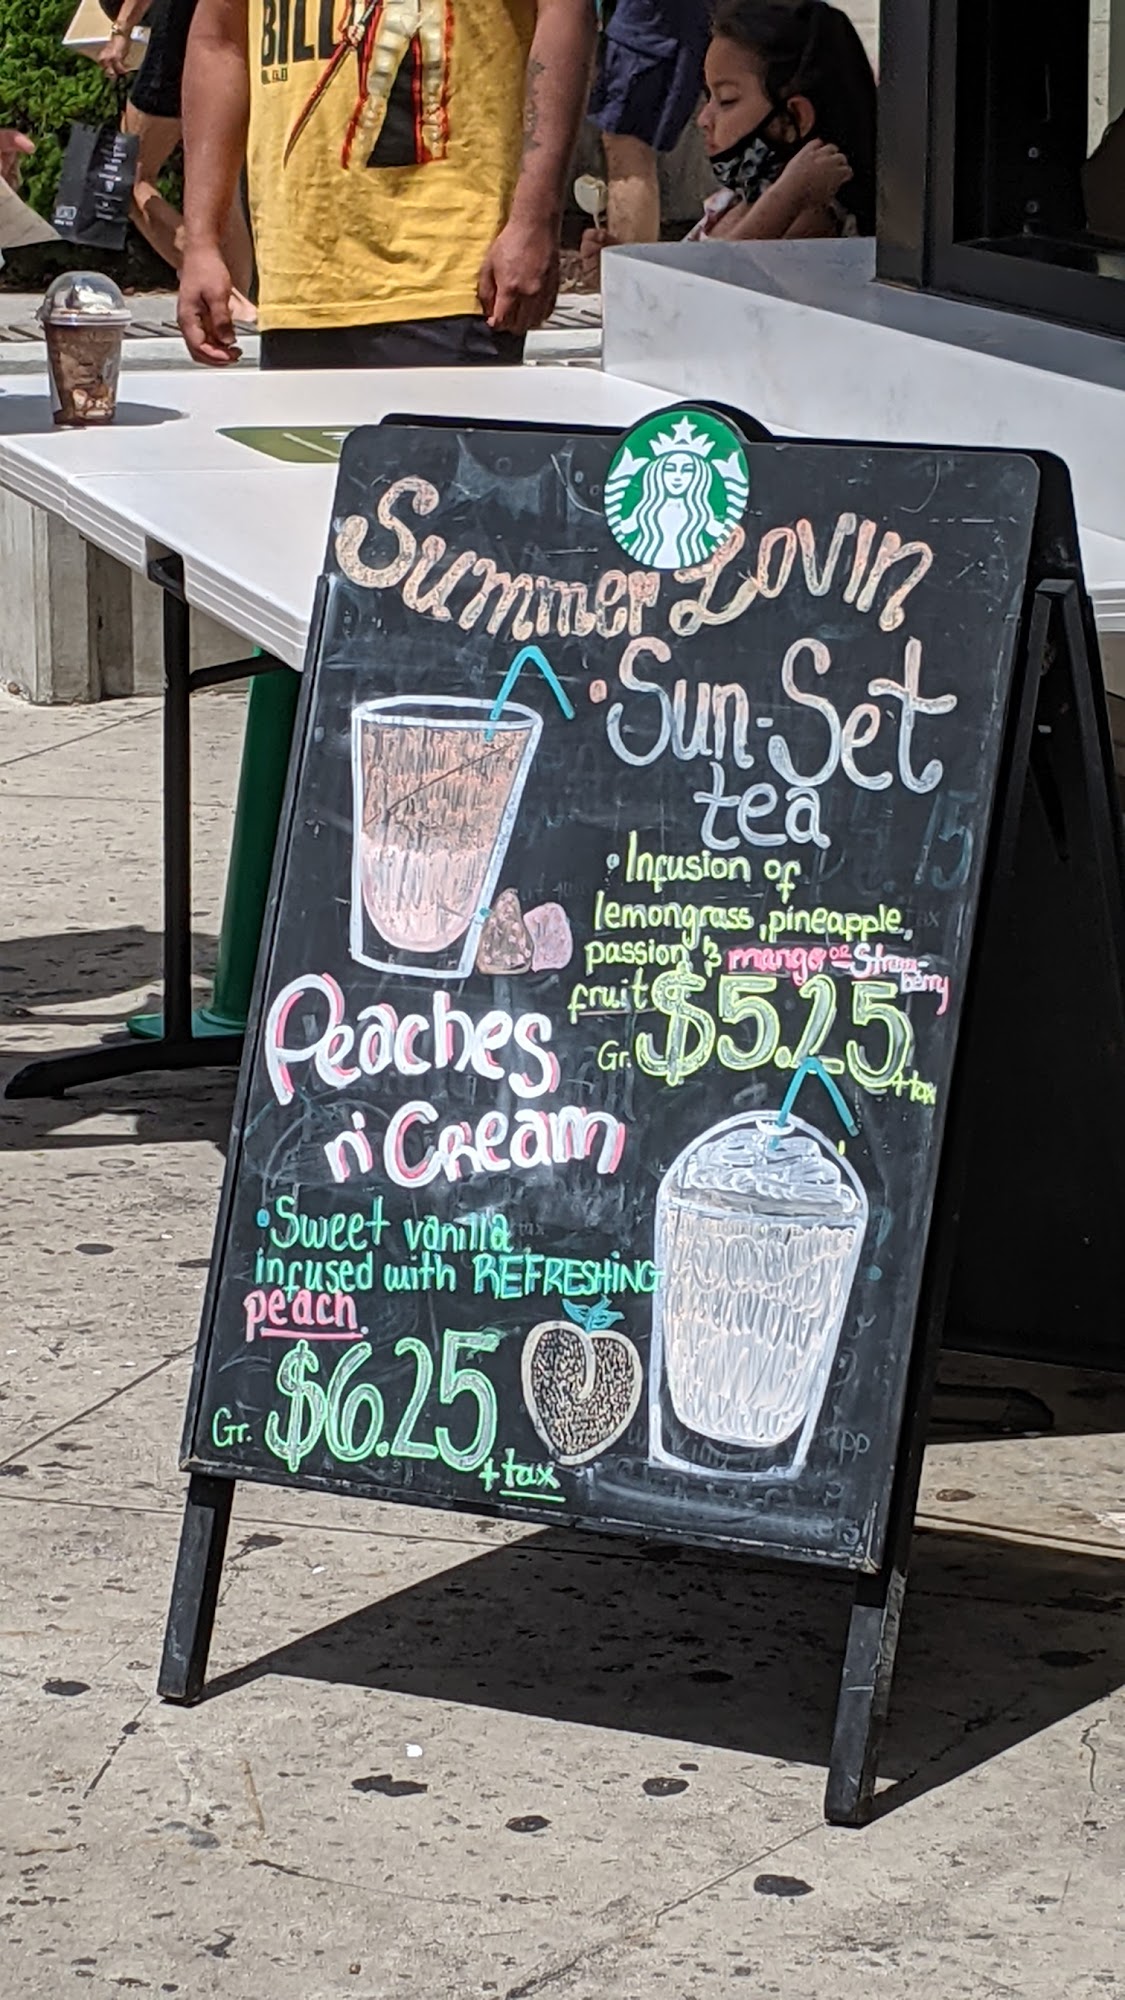 BILL
Summer Lovin
•Sun-Set
tea
•Infusion of
lemongrass, pineapple,
passion & mango or Straw-
berry
fruit
Gr. $5.25
+tax
Peaches
n' Cream
•Sweet vanilla
infused with REFRESHING
peach.
Gr. $6.25
+tax